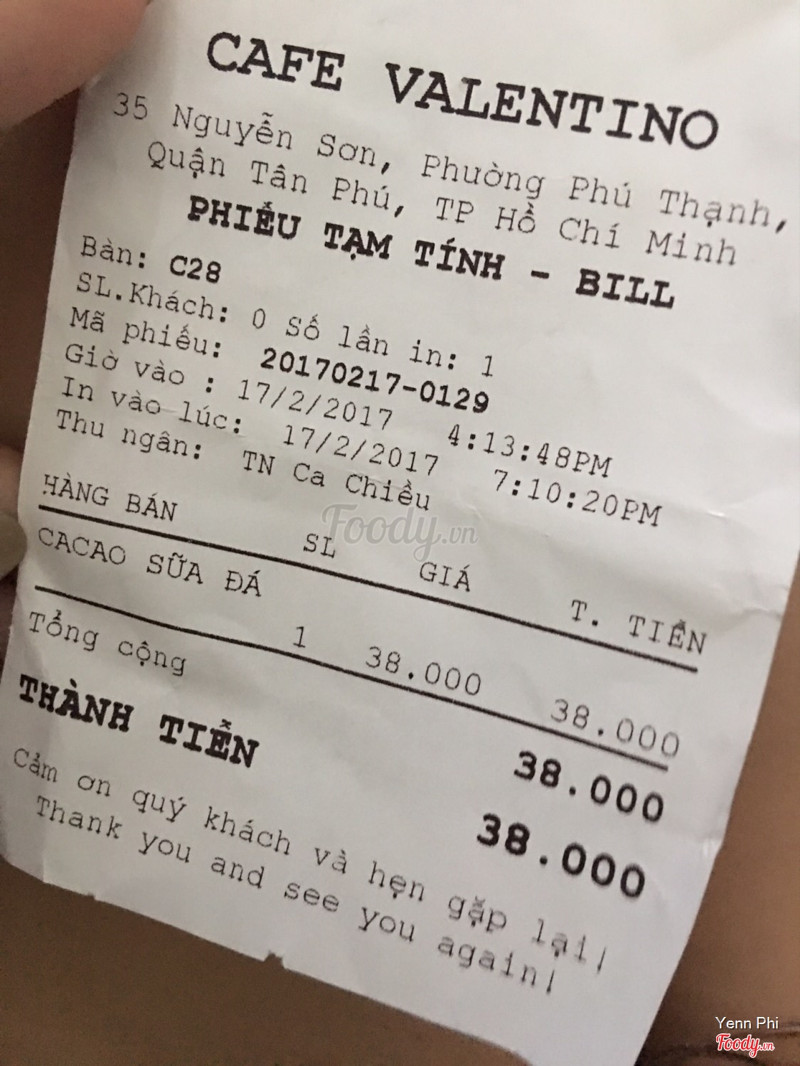 CAFE VALENTINO
35 Nguyễn Sơn, Phường Phú Thạnh,
Quận Tân Phú, TP Hồ Chí Minh
PHIẾU TẠM TÍNH - BILL
Bàn: C28
SL.Khách: 0 Số lần in: 1
Mã phiếu: 20170217-0129
Giờ vào : 17/2/2017 4:13:48PM
In vào lúc: 17/2/2017 7:10:20PM
Thu ngân: TN Ca Chiều
HÀNG BÁN SL GIÁ T. TIỀN
CACAO SỮA ĐÁ
1 38.000 38.000
Tổng cộng 38.000
THÀNH TIỀN 38.000
Cảm ơn quý khách và hẹn gặp lại!
Thank you and see you again!
Foody.vn
Yenn Phi
Foody.vn